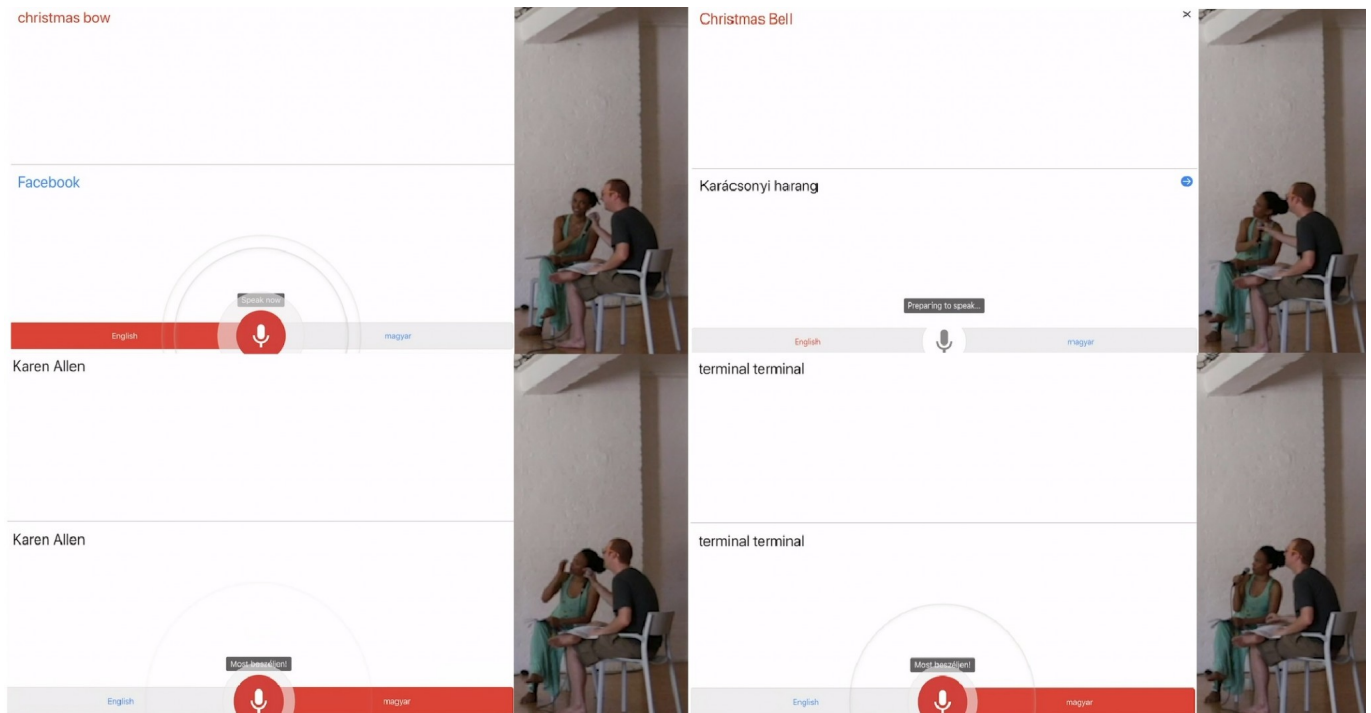 christmas bow
Facebook
Speak now
English
magyar
Christmas Bell
Karácsonyi harang
Preparing to speak...
English
magyar
Karen Allen
Karen Allen
Most beszéljen!
English
magyar
terminal terminal
terminal terminal
Most beszéljen!
English
magyar